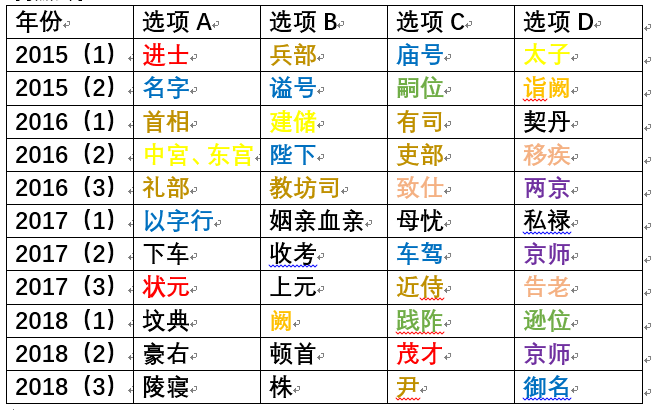 年份 选项 A 选项 B 选项 C 选项 D
2015（1） 进士 兵部 庙号 太子
2015（2） 名字 谥号 嗣位 诣阙
2016（1） 首相 建储 有司 契丹
2016（2） 中宫、东宫 陛下 吏部 移疾
2016（3） 礼部 教坊司 致仕 两京
2017（1） 以字行 姻亲血亲 母忧 私禄
2017（2） 下车 收考 车驾 京师
2017（3） 状元 上元 近侍 告老
2018（1） 坟典 阙 践阼 逊位
2018（2） 豪右 顿首 茂才 京师
2018（3） 陵寝 株 尹 御名